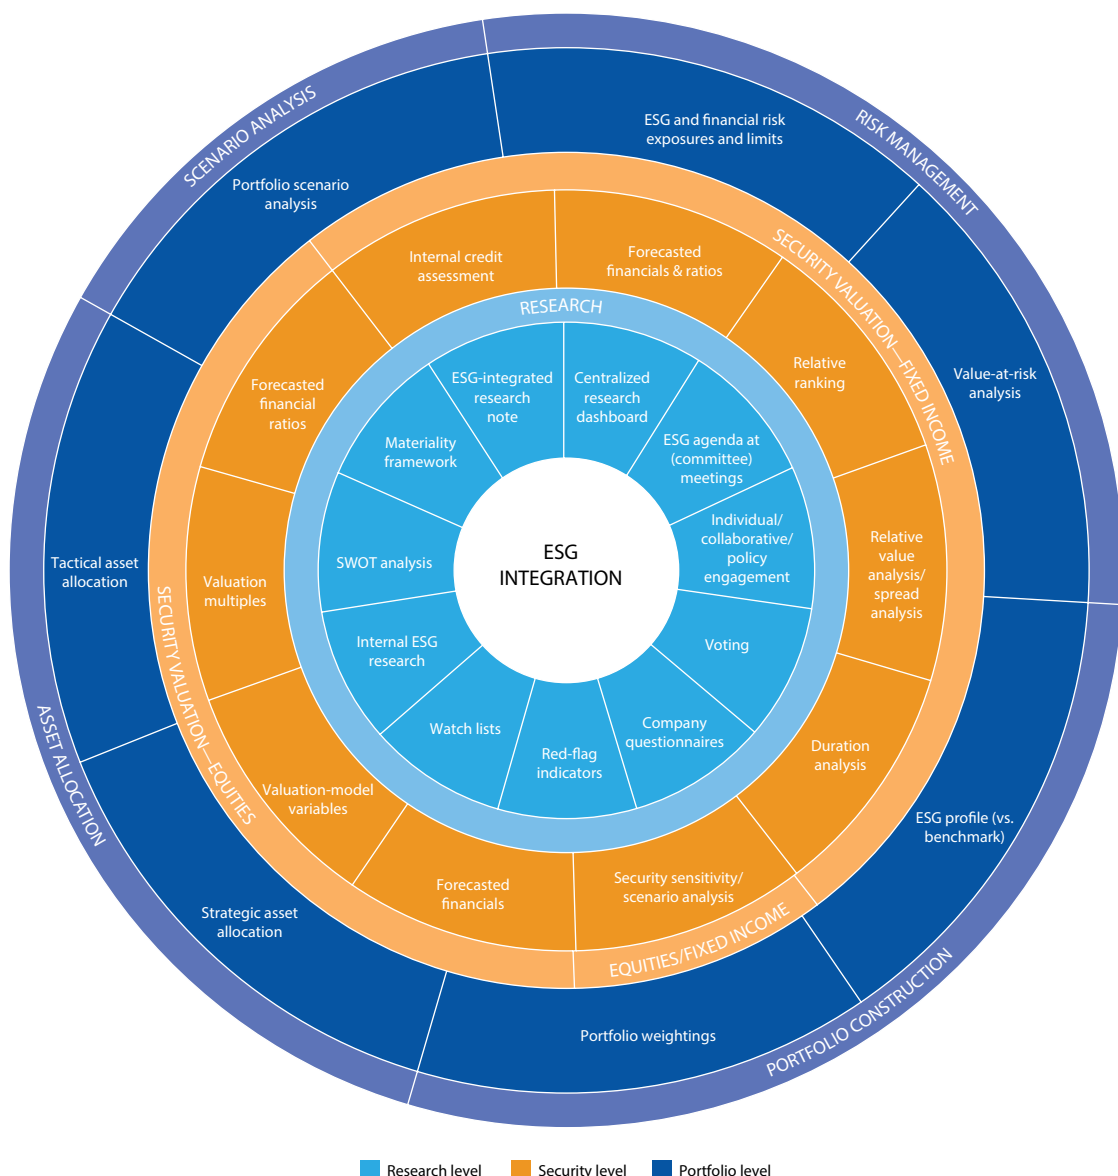 SCENARIO ANALYSIS
RISK MANAGEMENT
ESG and financial risk
exposures and limits
Portfolio scenario
analysis
Value-at-risk
analysis
Tactical asset
allocation
ESG profile (vs.
benchmark)
Strategic asset
allocation
Portfolio weightings
ASSET ALLOCATION
PORTFOLIO CONSTRUCTION
SECURITY VALUATION—FIXED INCOME
SECURITY VALUATION—EQUITIES
EQUITIES/FIXED INCOME
Internal credit
assessment
Forecasted
financials & ratios
Relative
ranking
Forecasted
financial
ratios
Relative
value
analysis/
spread
analysis
Valuation
multiples
Duration
analysis
Valuation-model
variables
Forecasted
financials
Security sensitivity/
scenario analysis
RESEARCH
ESG-integrated
research
note
Centralized
research
dashboard
Materiality
framework
ESG agenda at
(committee)
meetings
SWOT analysis
Individual/
collaborative/
policy
engagement
Internal ESG
research
Voting
Watch lists
Red-flag
indicators
Company
questionnaires
ESG
INTEGRATION
Research level
Security level
Portfolio level